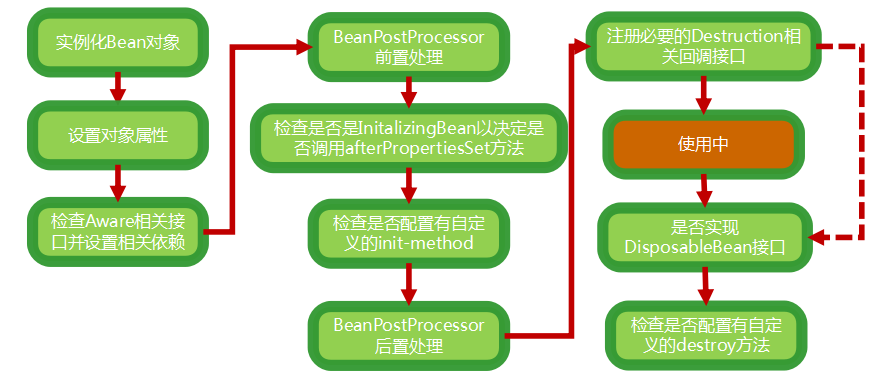 实例化Bean对象
设置对象属性
检查Aware相关接
口并设置相关依赖
BeanPostProcessor
前置处理
检查是否是InitalizingBean以决定是
否调用afterPropertiesSet方法
检查是否配置有自定
义的init-method
BeanPostProcessor
后置处理
注册必要的Destruction相
关回调接口
使用中
是否实现
DisposableBean接口
检查是否配置有自定
义的destroy方法